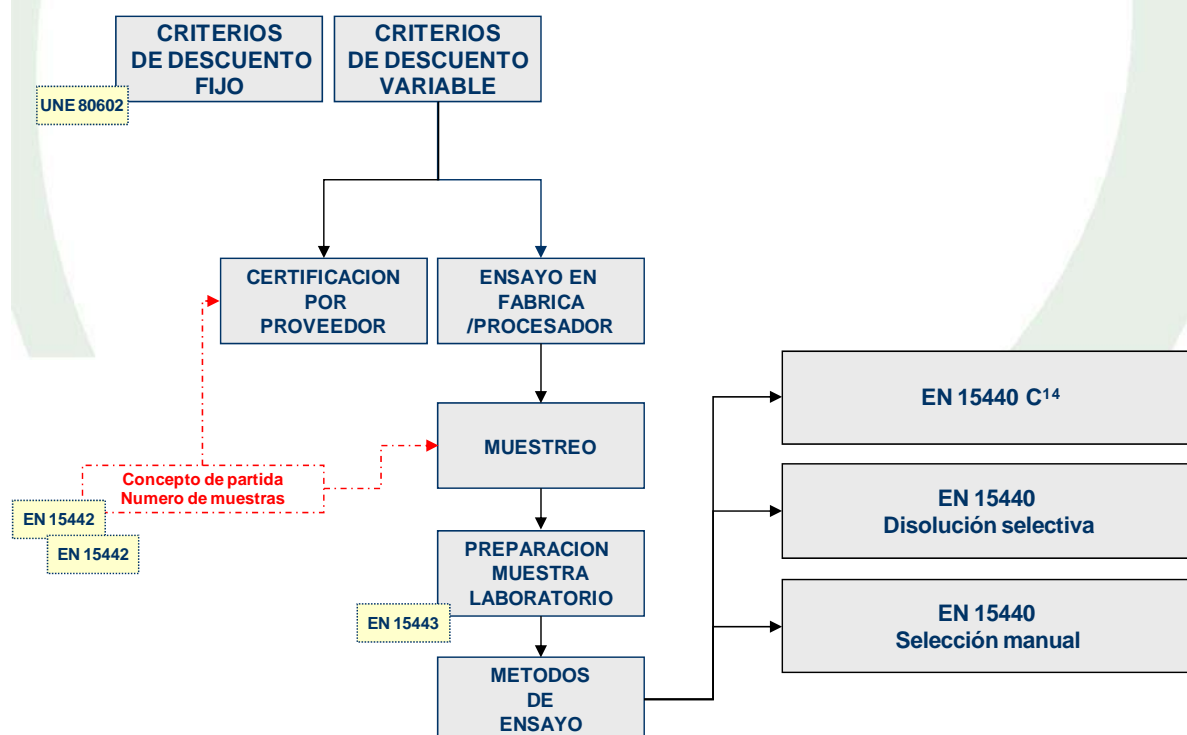 CRITERIOS
DE DESCUENTO
FIJO
CRITERIOS
DE DESCUENTO
VARIABLE
UNE 80602
CERTIFICACION
POR
PROVEEDOR
ENSAYO EN
FABRICA
/PROCESADOR
EN 15440 C¹⁴
MUESTREO
Concepto de partida
Numero de muestras
EN 15442
EN 15442
EN 15440
Disolución selectiva
PREPARACION
MUESTRA
LABORATORIO
EN 15443
EN 15440
Selección manual
METODOS
DE
ENSAYO